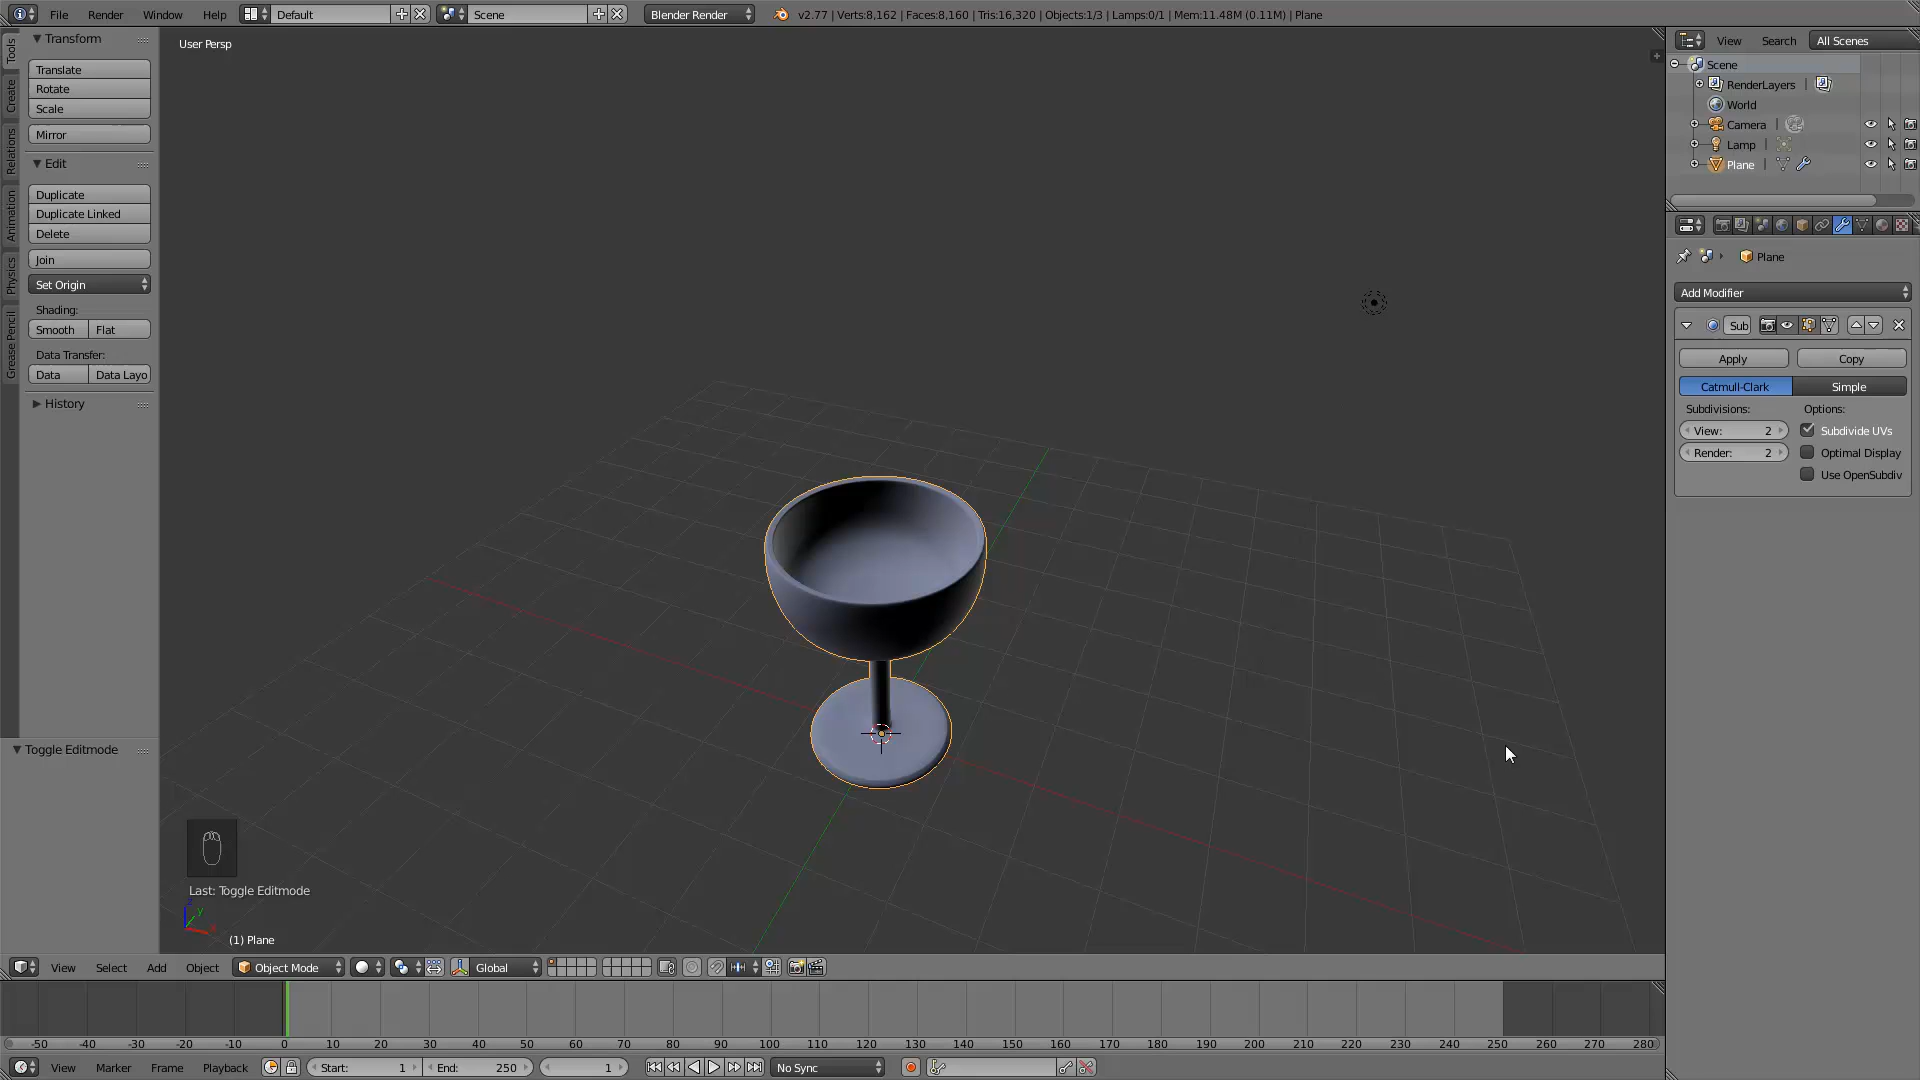 File Render Window Help Default Scene Blender Render v2.77 | Verts:8,162 | Faces:8,160 | Tris:16,320 | Objects:1/3 | Lamps:0/1 | Mem:11.48M (0.11M) | Plane
Tools
Create
Relations
Animation
Physics
Grease Pencil
Transform
Translate
Rotate
Scale
Mirror
Edit
Duplicate
Duplicate Linked
Delete
Join
Set Origin
Shading:
Smooth Flat
Data Transfer:
Data Data Layo
History
Toggle Editmode
User Persp
Last: Toggle Editmode
z
y
x
(1) Plane
View Search All Scenes
Scene
RenderLayers |
World
Camera |
Lamp |
Plane |
Plane
Add Modifier
Sub
Apply Copy
Catmull-Clark Simple
Subdivisions: Options:
View: 2 Subdivide UVs
Render: 2 Optimal Display
Use OpenSubdiv
View Select Add Object Object Mode Global
-50 -40 -30 -20 -10 0 10 20 30 40 50 60 70 80 90 100 110 120 130 140 150 160 170 180 190 200 210 220 230 240 250 260 270 280
View Marker Frame Playback Start: 1 End: 250 1 No Sync